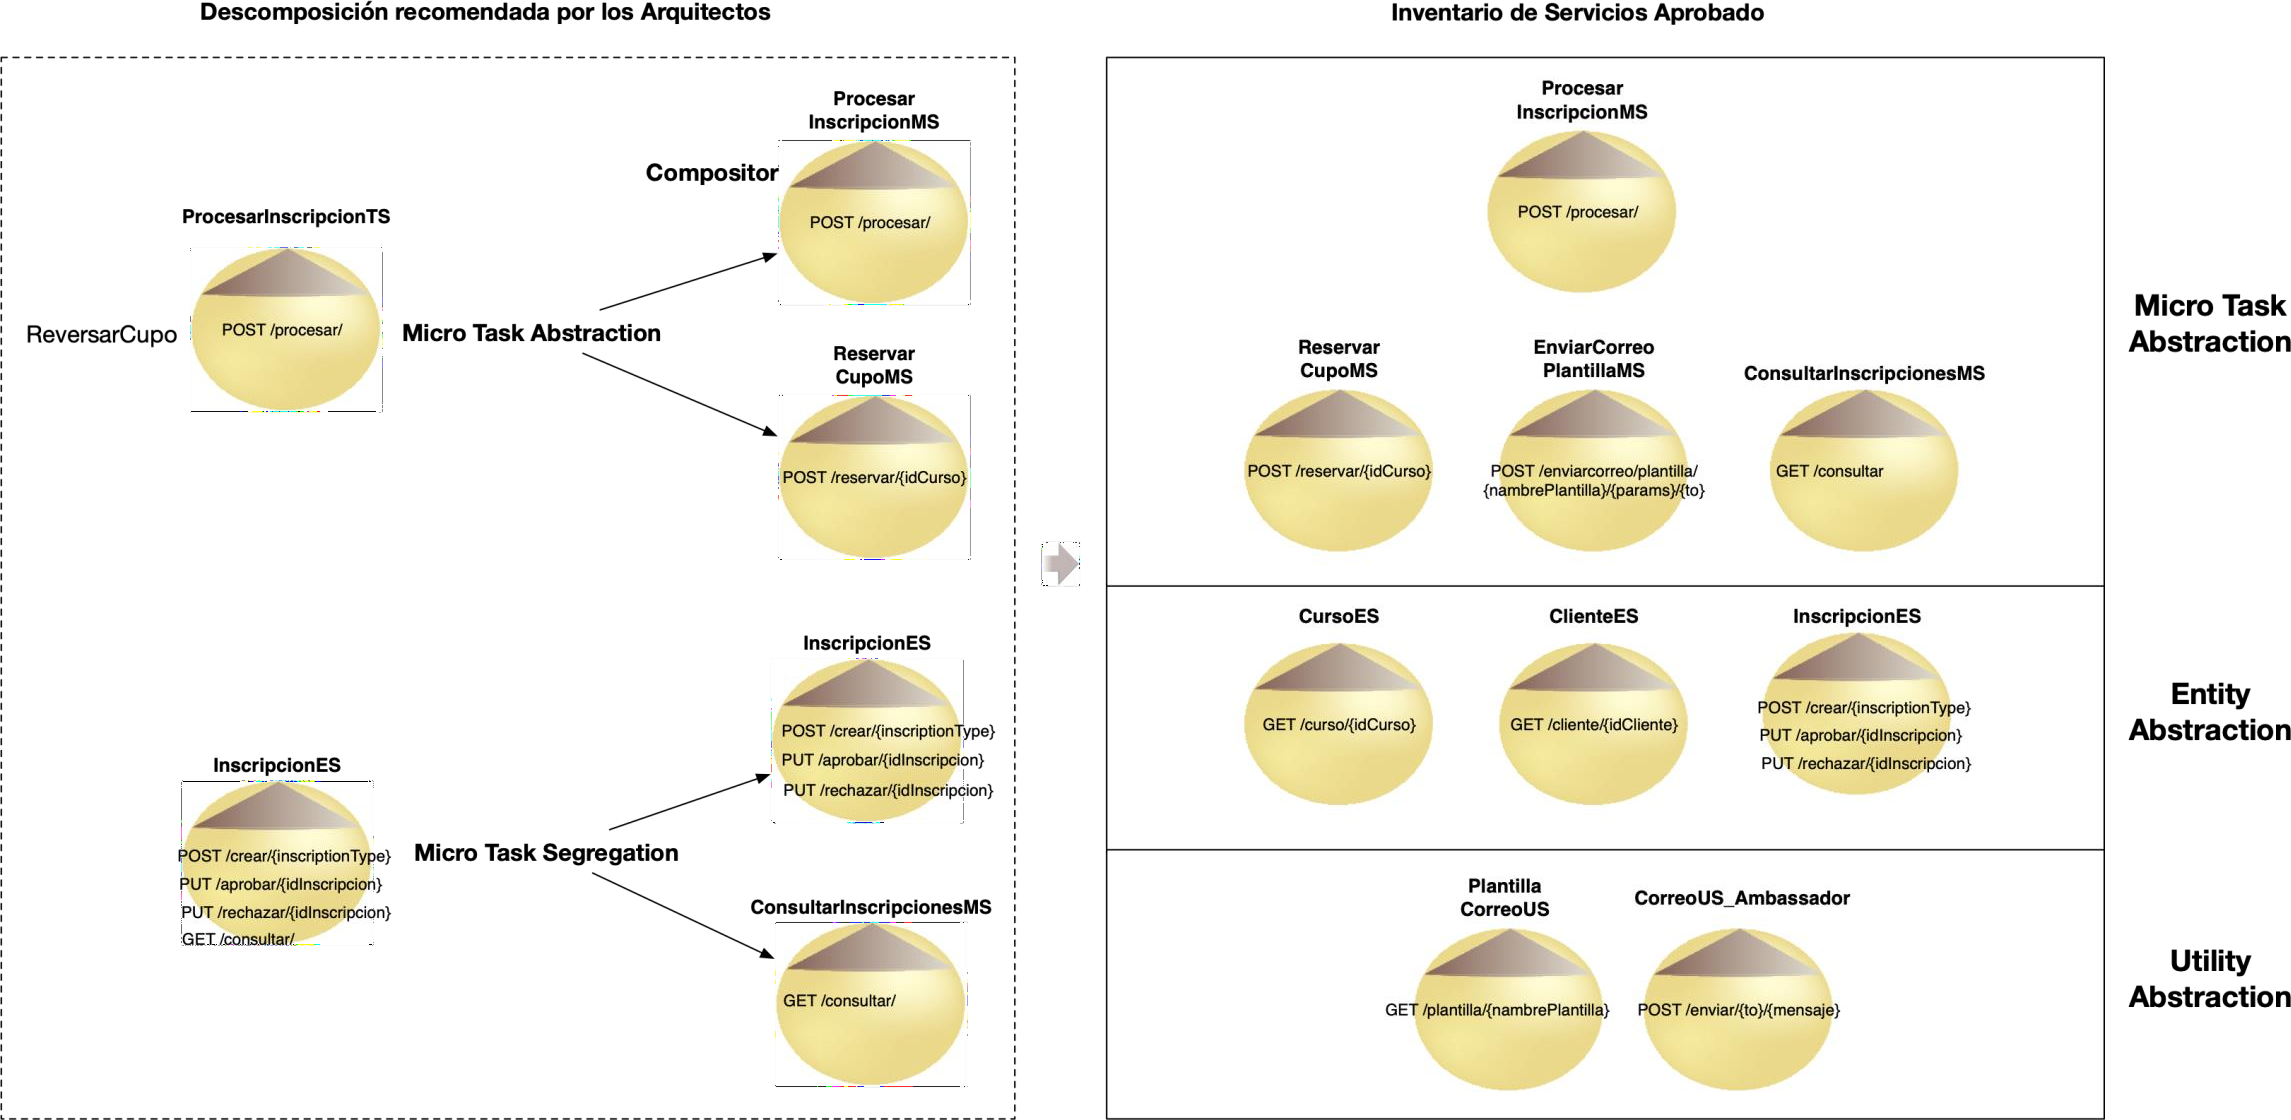 Descomposición recomendada por los Arquitectos
ProcesarInscripcionTS
ReversarCupo
POST /procesar/
Micro Task Abstraction
Compositor
Procesar
InscripcionMS
POST /procesar/
Reservar
CupoMS
POST /reservar/{idCurso}
InscripcionES
POST /crear/{inscriptionType}
PUT /aprobar/{idInscripcion}
PUT /rechazar/{idInscripcion}
GET /consultar/
Micro Task Segregation
InscripcionES
POST /crear/{inscriptionType}
PUT /aprobar/{idInscripcion}
PUT /rechazar/{idInscripcion}
ConsultarInscripcionesMS
GET /consultar/
Inventario de Servicios Aprobado
Procesar
InscripcionMS
POST /procesar/
Reservar
CupoMS
POST /reservar/{idCurso}
EnviarCorreo
PlantillaMS
POST /enviarcorreo/plantilla/
{nambrePlantilla}/{params}/{to}
ConsultarInscripcionesMS
GET /consultar
Micro Task
Abstraction
CursoES
GET /curso/{idCurso}
ClienteES
GET /cliente/{idCliente}
InscripcionES
POST /crear/{inscriptionType}
PUT /aprobar/{idInscripcion}
PUT /rechazar/{idInscripcion}
Entity
Abstraction
Plantilla
CorreoUS
GET /plantilla/{nambrePlantilla}
CorreoUS_Ambassador
POST /enviar/{to}/{mensaje}
Utility
Abstraction